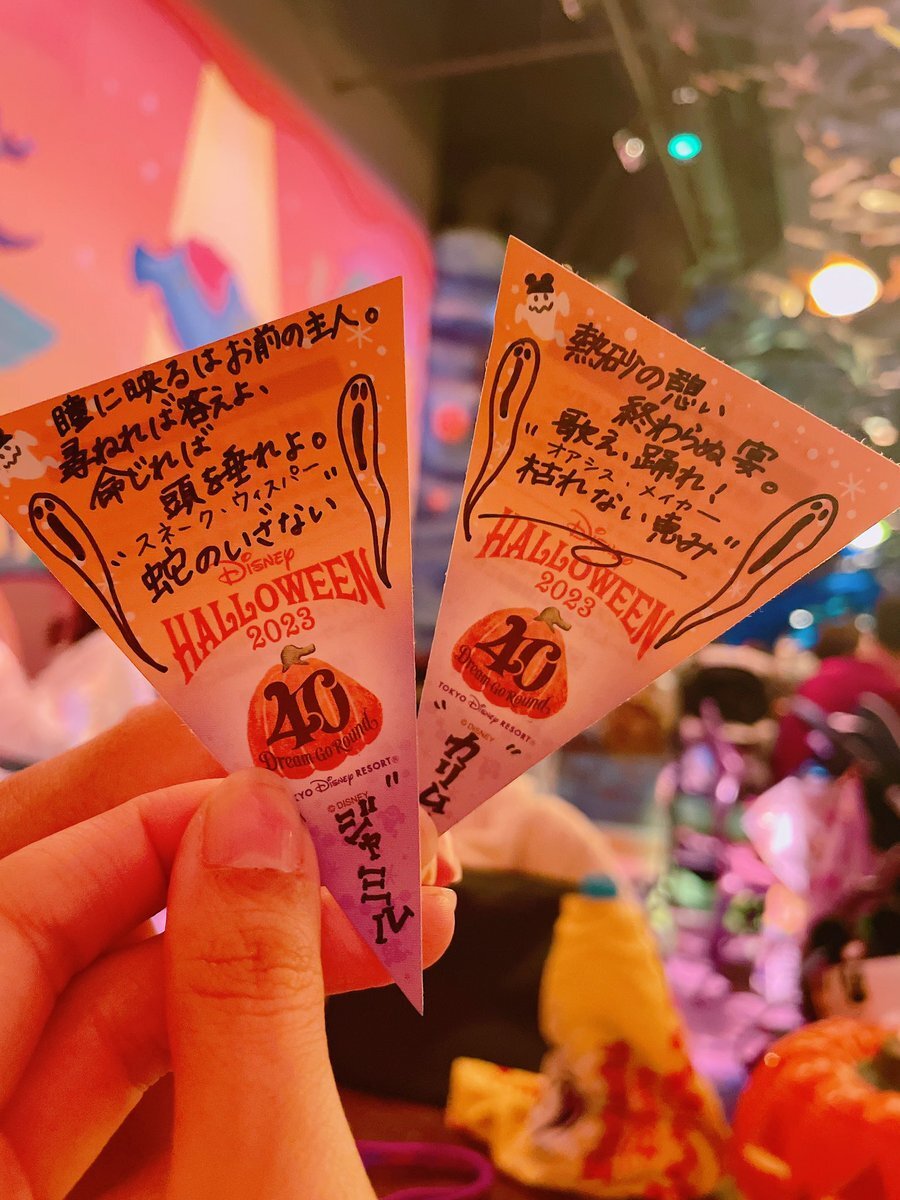 瞳に映るはお前の主人。
尋ねれば答えよ、
命じれば
頭を垂れよ。
スネーク・ウィスパー
"蛇のいざない"
Disney
HALLOWEEN
2023
40
Dream Go Round
TOKYO Disney RESORT®
© DISNEY
"ジャミル"
熱砂の憩い
終わらぬ宴。
歌え、踊れ!
オアシス・メイカー
"枯れない恵み"
Disney
HALLOWEEN
2023
40
Dream Go Round
TOKYO Disney RESORT®
© DISNEY
"カリム"